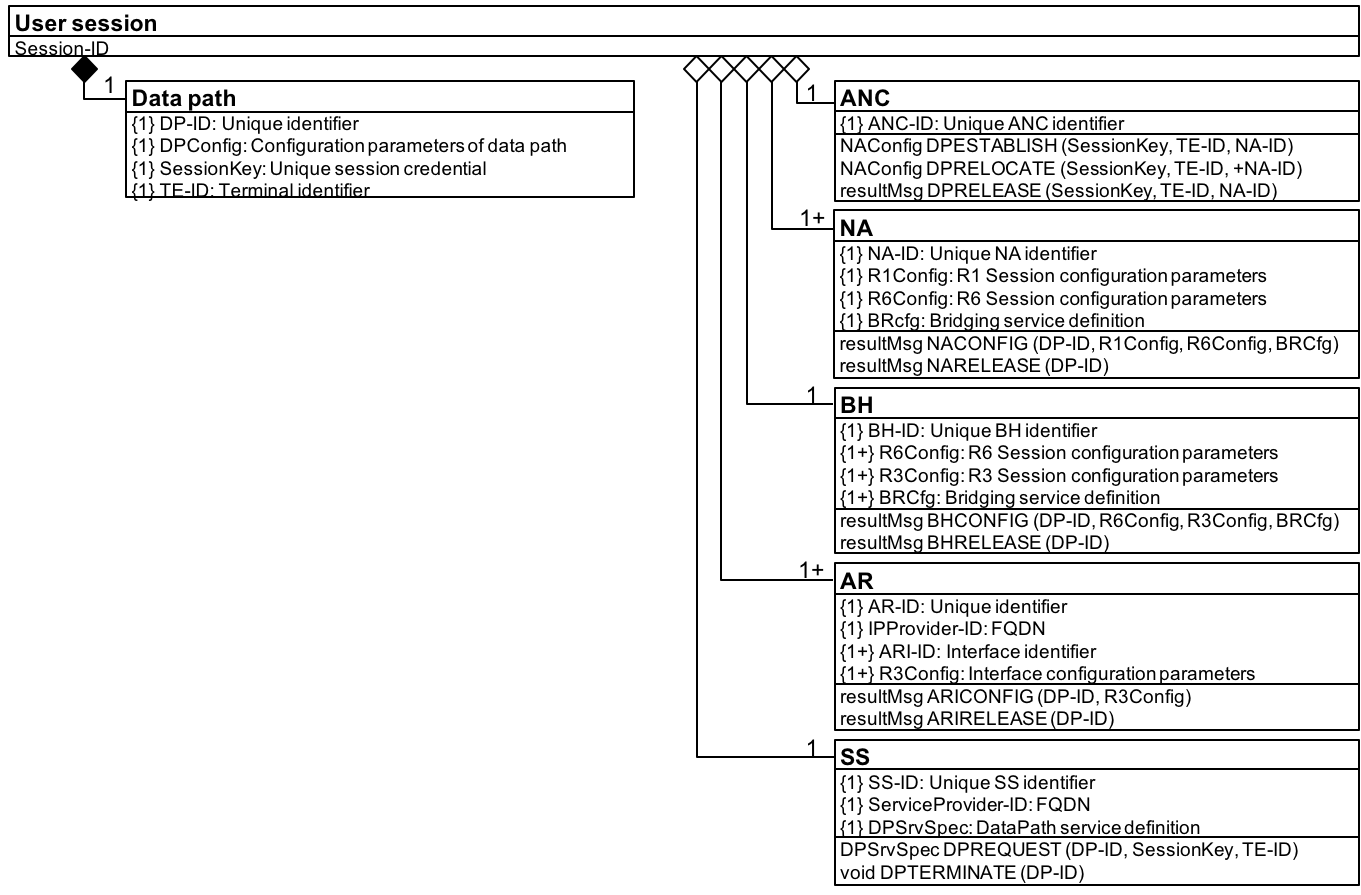 User session
Session-ID
1
Data path
{1} DP-ID: Unique identifier
{1} DPConfig: Configuration parameters of data path
{1} SessionKey: Unique session credential
{1} TE-ID: Terminal identifier
1
ANC
{1} ANC-ID: Unique ANC identifier
NAConfig DPESTABLISH (SessionKey, TE-ID, NA-ID)
NAConfig DPRELOCATE (SessionKey, TE-ID, +NA-ID)
resultMsg DPRELEASE (SessionKey, TE-ID, NA-ID)
1+
NA
{1} NA-ID: Unique NA identifier
{1} R1Config: R1 Session configuration parameters
{1} R6Config: R6 Session configuration parameters
{1} BRcfg: Bridging service definition
resultMsg NACONFIG (DP-ID, R1Config, R6Config, BRCfg)
resultMsg NARELEASE (DP-ID)
1
BH
{1} BH-ID: Unique BH identifier
{1+} R6Config: R6 Session configuration parameters
{1+} R3Config: R3 Session configuration parameters
{1+} BRCfg: Bridging service definition
resultMsg BHCONFIG (DP-ID, R6Config, R3Config, BRCfg)
resultMsg BHRELEASE (DP-ID)
1+
AR
{1} AR-ID: Unique identifier
{1} IPProvider-ID: FQDN
{1+} ARI-ID: Interface identifier
{1+} R3Config: Interface configuration parameters
resultMsg ARICONFIG (DP-ID, R3Config)
resultMsg ARIRELEASE (DP-ID)
1
SS
{1} SS-ID: Unique SS identifier
{1} ServiceProvider-ID: FQDN
{1} DPSrvSpec: DataPath service definition
DPSrvSpec DPREQUEST (DP-ID, SessionKey, TE-ID)
void DPTERMINATE (DP-ID)